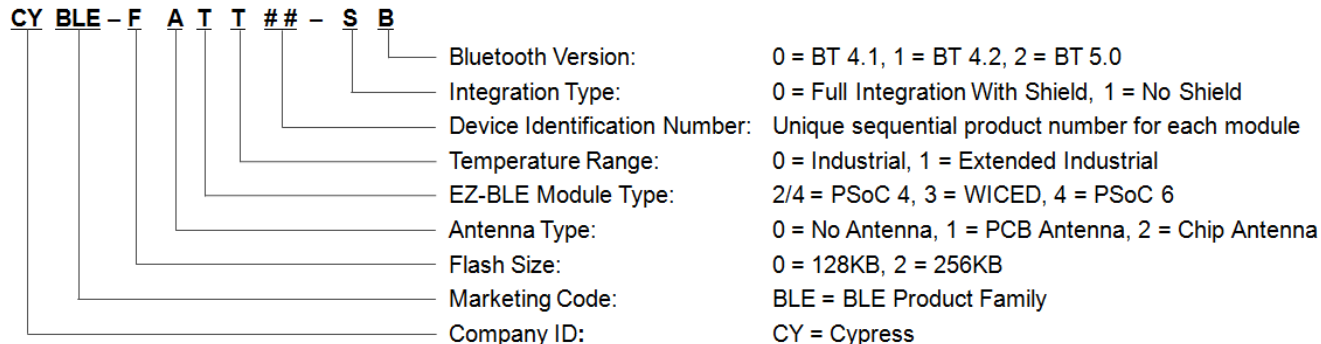 CY BLE – F A T T ## – S B
Bluetooth Version: 0 = BT 4.1, 1 = BT 4.2, 2 = BT 5.0
Integration Type: 0 = Full Integration With Shield, 1 = No Shield
Device Identification Number: Unique sequential product number for each module
Temperature Range: 0 = Industrial, 1 = Extended Industrial
EZ-BLE Module Type: 2/4 = PSoC 4, 3 = WICED, 4 = PSoC 6
Antenna Type: 0 = No Antenna, 1 = PCB Antenna, 2 = Chip Antenna
Flash Size: 0 = 128KB, 2 = 256KB
Marketing Code: BLE = BLE Product Family
Company ID: CY = Cypress